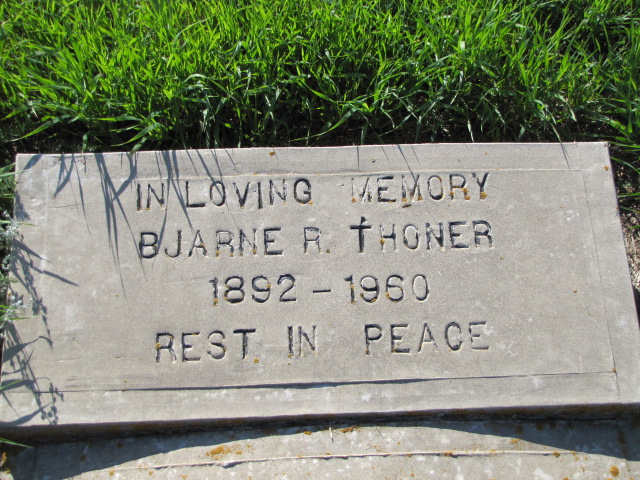 IN LOVING MEMORY
BJARNE R. THONER
1892 - 1960
REST IN PEACE